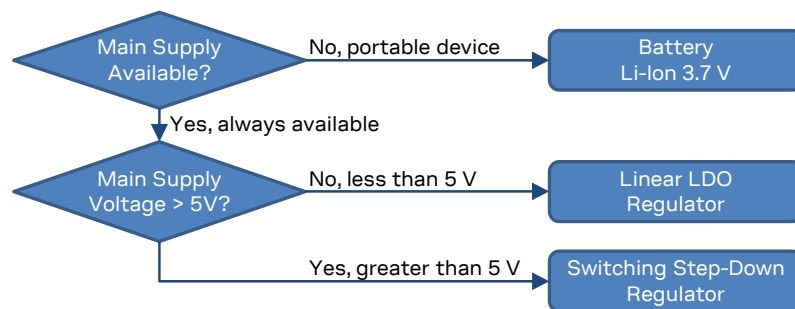 Main Supply
Available?
No, portable device
Battery
Li-Ion 3.7 V
Yes, always available
Main Supply
Voltage > 5V?
No, less than 5 V
Linear LDO
Regulator
Yes, greater than 5 V
Switching Step-Down
Regulator